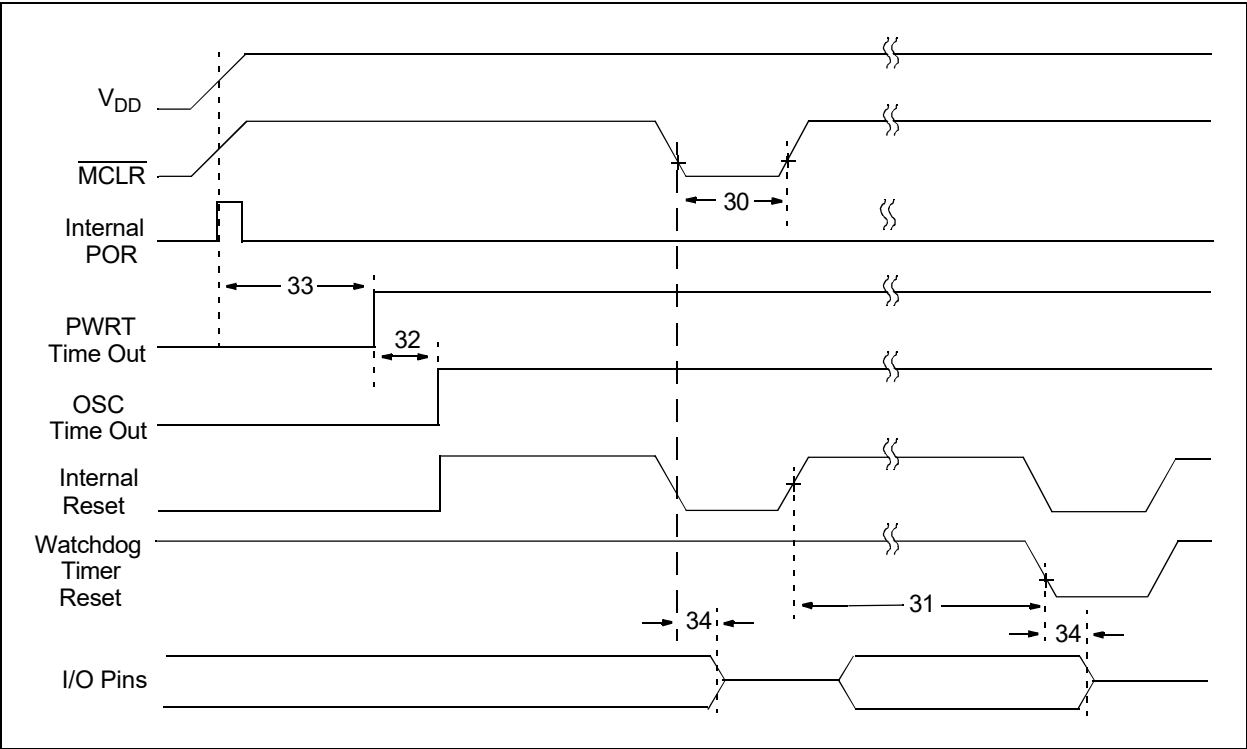 VDD
MCLR
30
Internal
POR
33
PWRT
Time Out
32
OSC
Time Out
Internal
Reset
Watchdog
Timer
Reset
31
34
34
I/O Pins